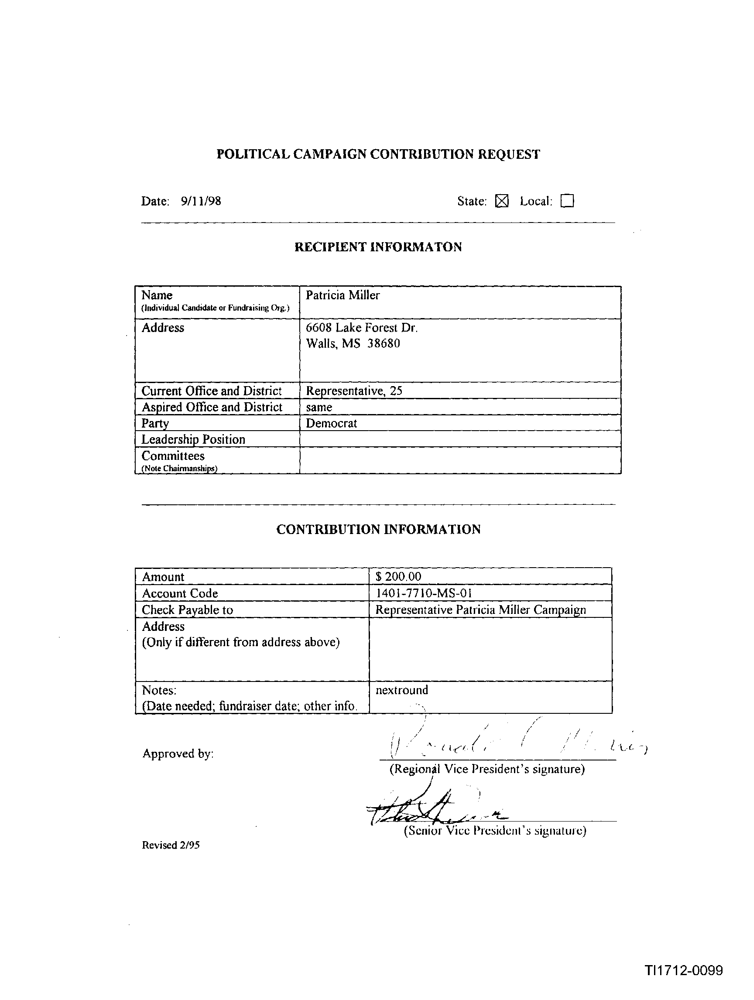 POLITICAL CAMPAIGN CONTRIBUTION REQUEST
Date: 9/11/98 State: ☒ Local: ☐
RECIPIENT INFORMATON
Name Patricia Miller
(Individual Candidate or Fundraising Org.)
Address 6608 Lake Forest Dr.
Walls, MS 38680
Current Office and District Representative, 25
Aspired Office and District same
Party Democrat
Leadership Position
Committees
(Note Chairmanships)
CONTRIBUTION INFORMATION
Amount $ 200.00
Account Code 1401-7710-MS-01
Check Payable to Representative Patricia Miller Campaign
Address
(Only if different from address above)
Notes: nextround
(Date needed; fundraiser date; other info.
Approved by:
(Regional Vice President's signature)
(Senior Vice President's signature)
Revised 2/95
TI1712-0099